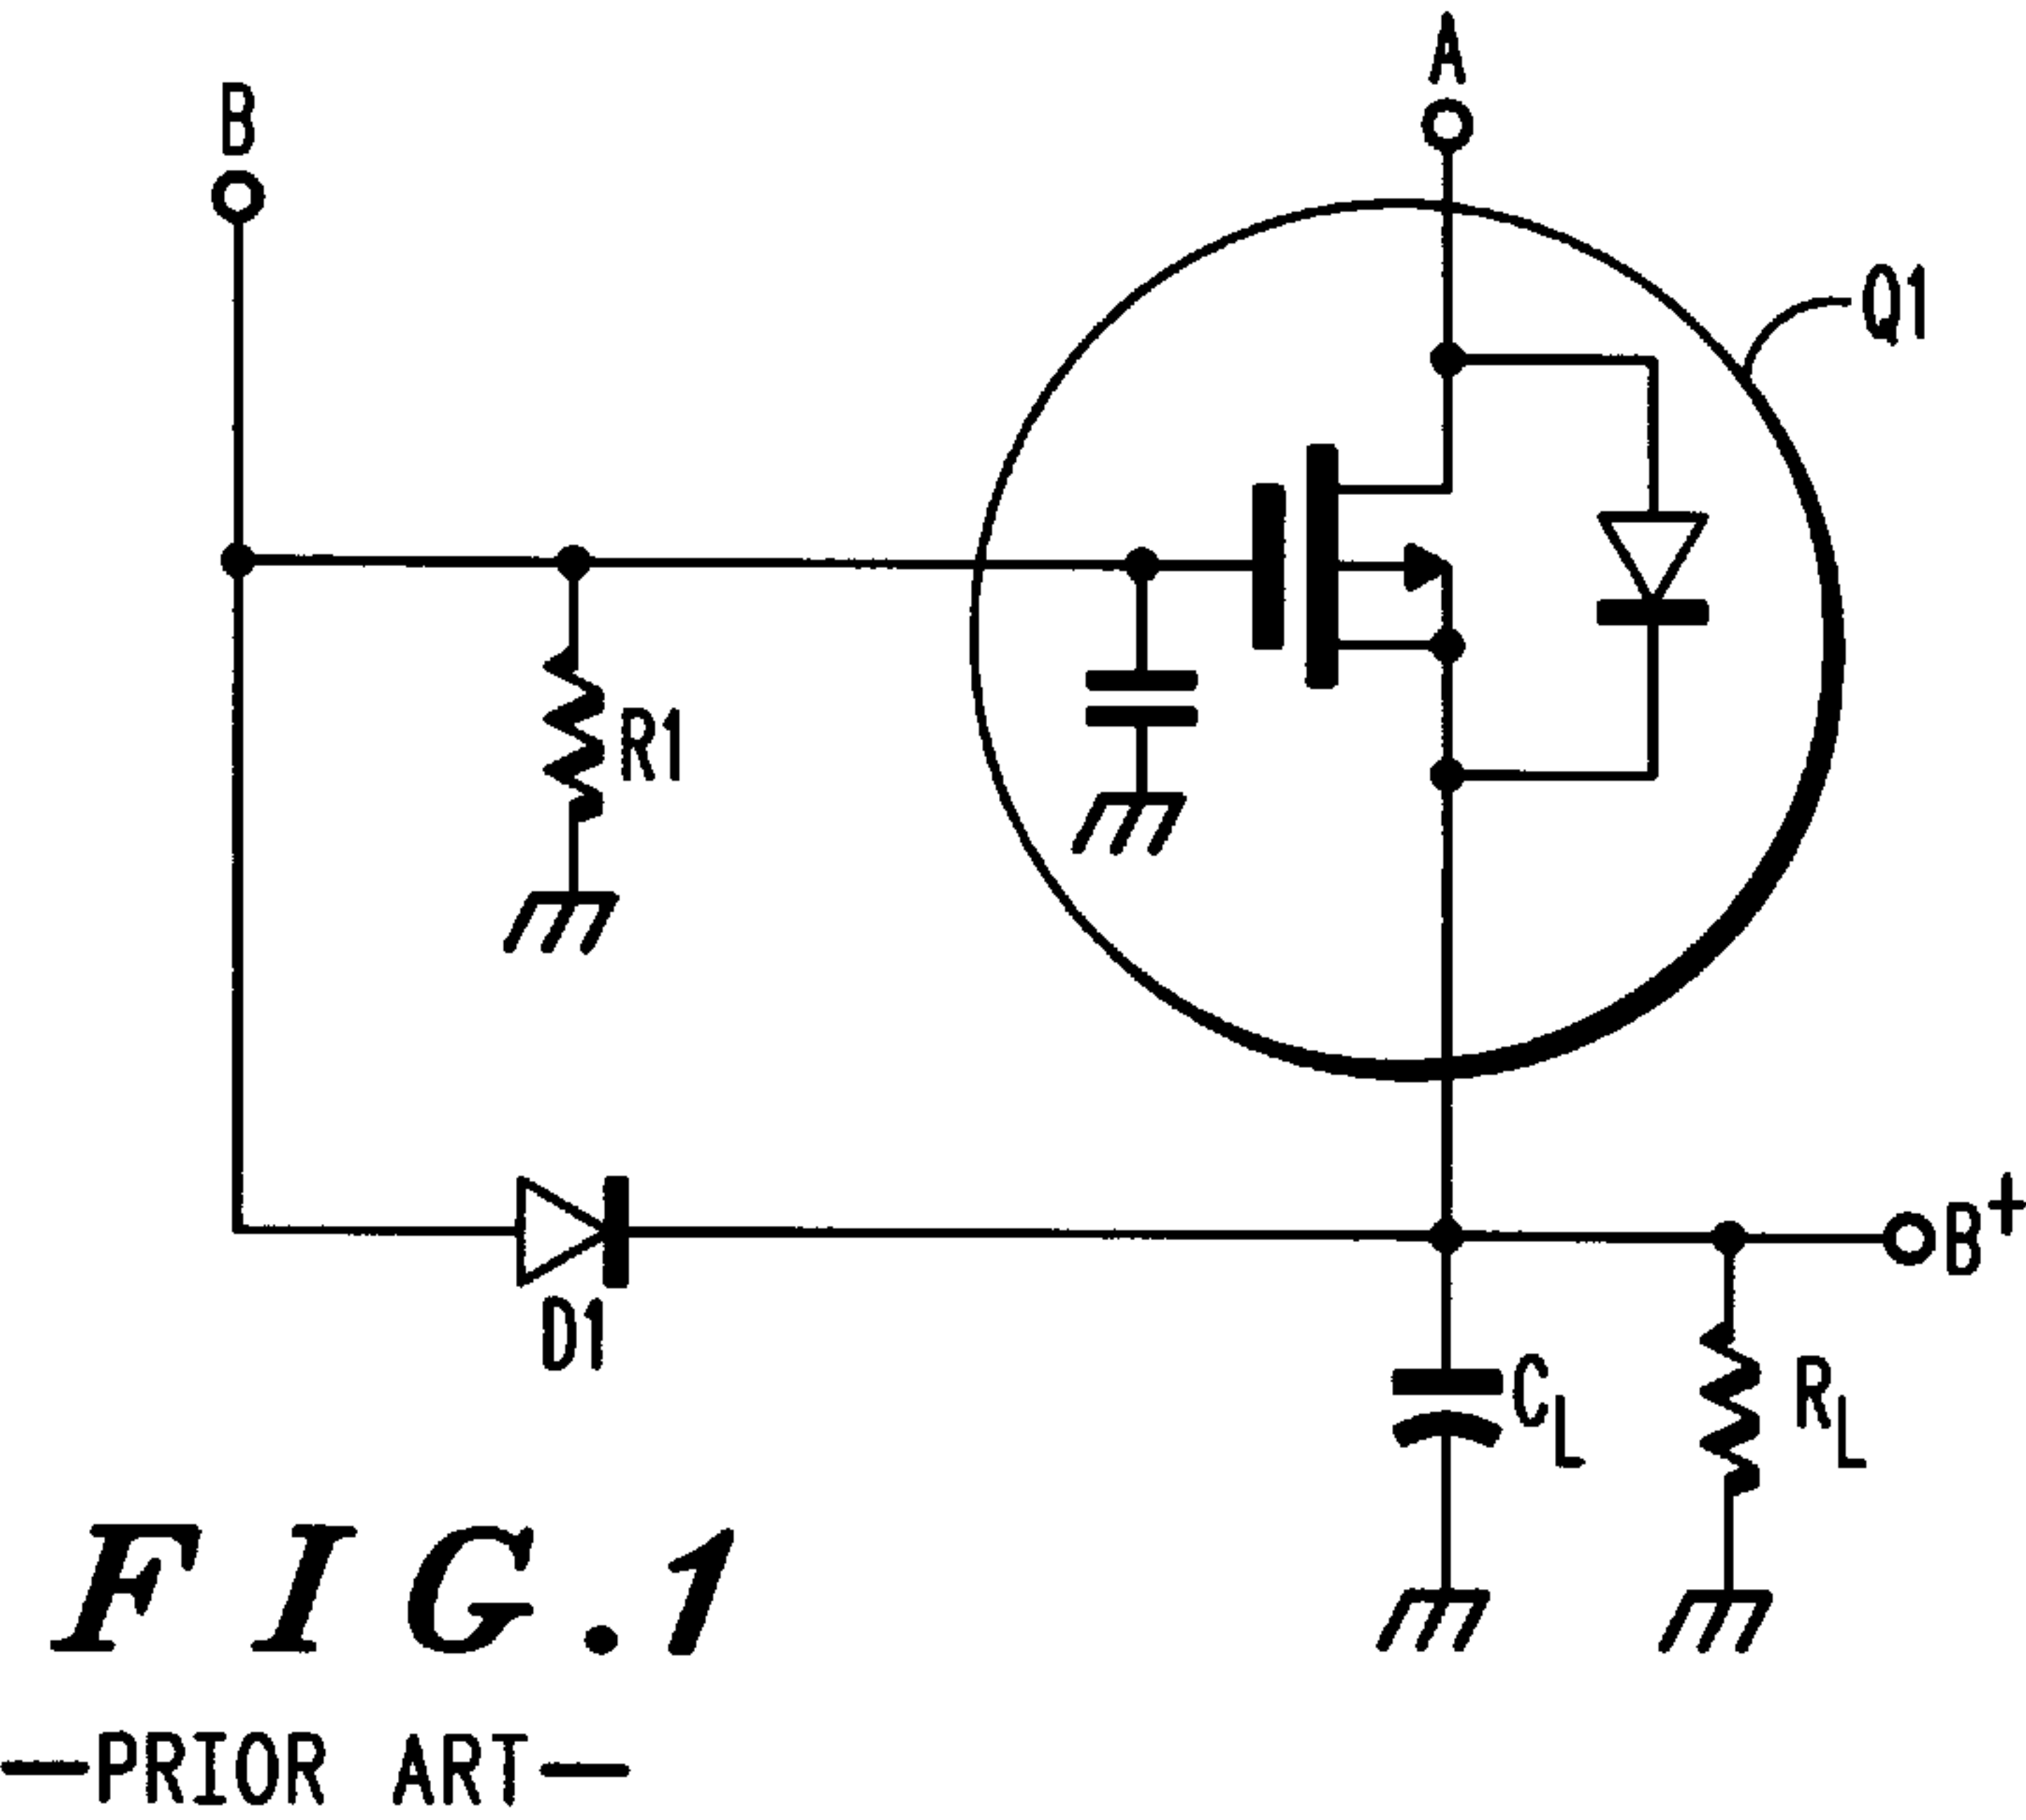 A
B
Q1
R1
B+
D1
CL
RL
FIG.1
—PRIOR ART—